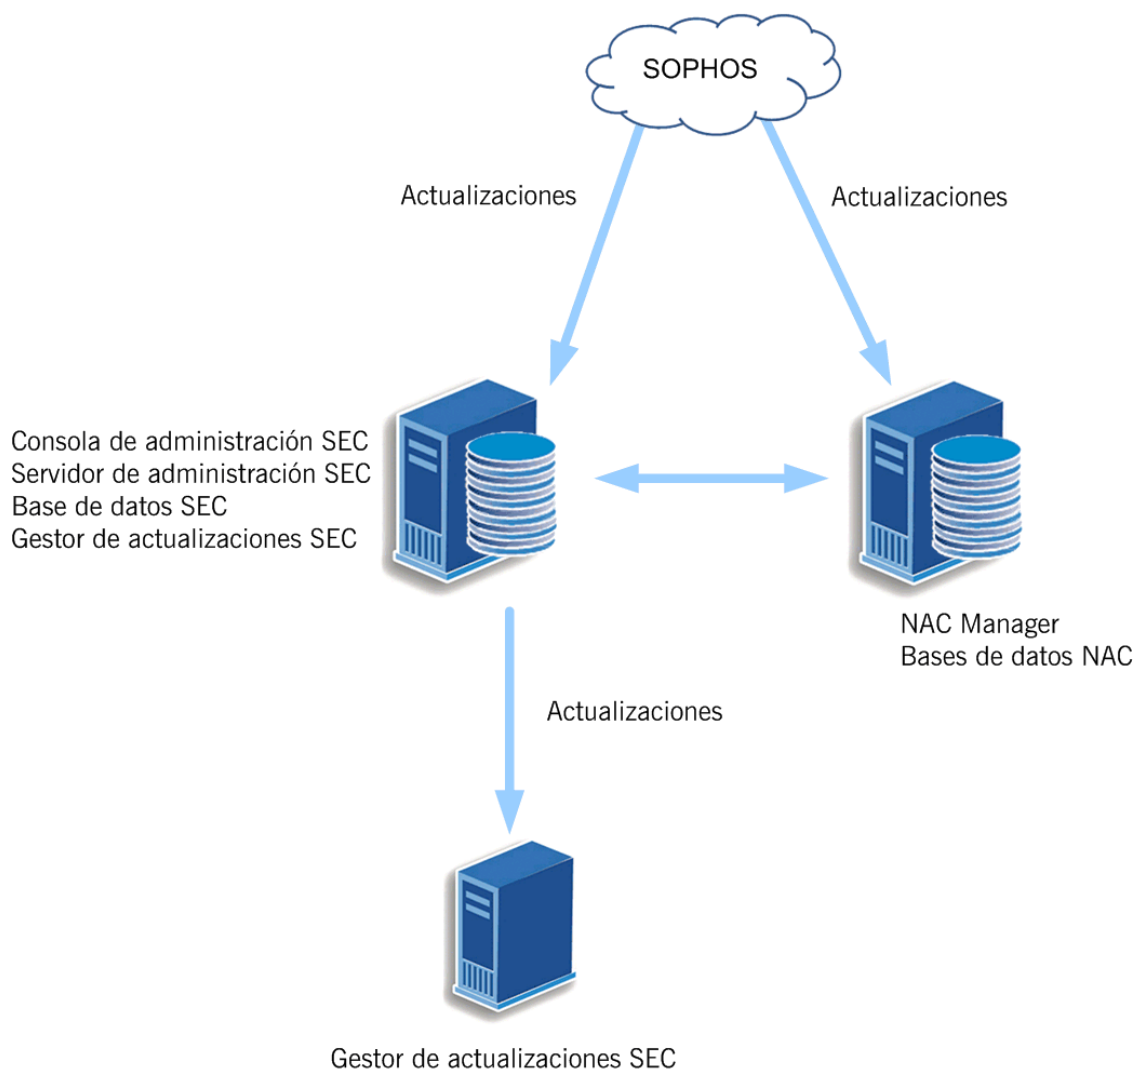 SOPHOS
Actualizaciones
Actualizaciones
Consola de administración SEC
Servidor de administración SEC
Base de datos SEC
Gestor de actualizaciones SEC
NAC Manager
Bases de datos NAC
Actualizaciones
Gestor de actualizaciones SEC